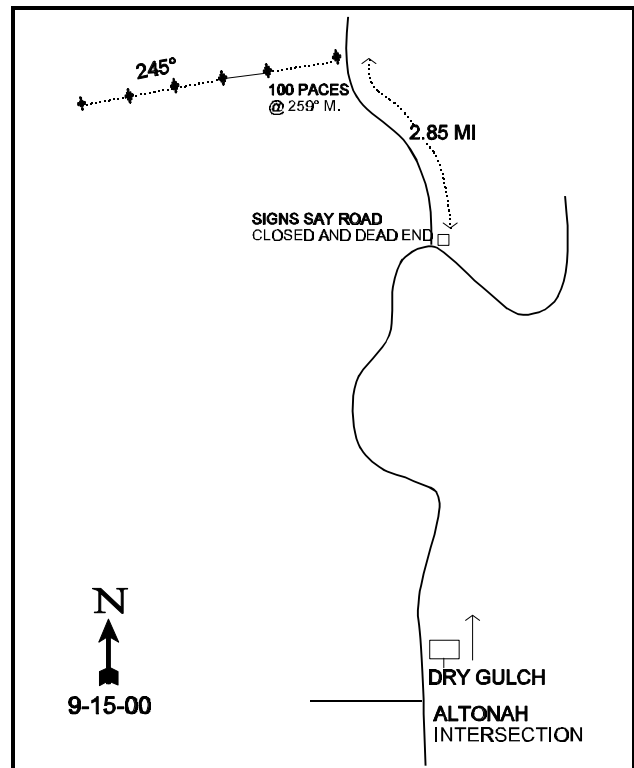 245°
100 PACES
@ 259° M.
2.85 MI
SIGNS SAY ROAD
CLOSED AND DEAD END
N
9-15-00
DRY GULCH
ALTONAH
INTERSECTION